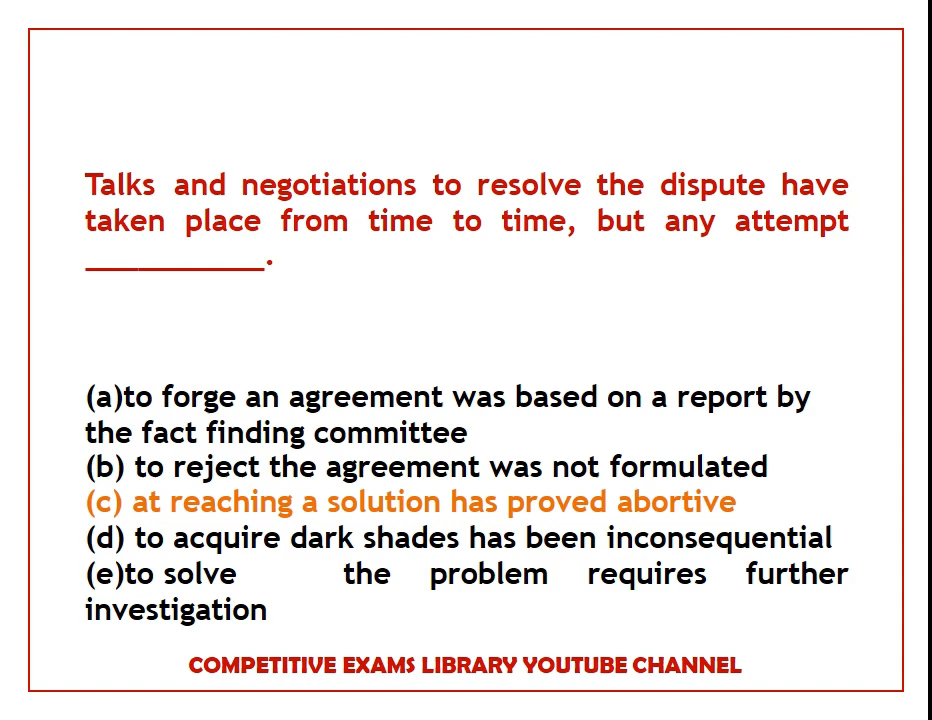 Talks and negotiations to resolve the dispute have
taken place from time to time, but any attempt
____________.
(a)to forge an agreement was based on a report by
the fact finding committee
(b) to reject the agreement was not formulated
(c) at reaching a solution has proved abortive
(d) to acquire dark shades has been inconsequential
(e)to solve the problem requires further
investigation
COMPETITIVE EXAMS LIBRARY YOUTUBE CHANNEL